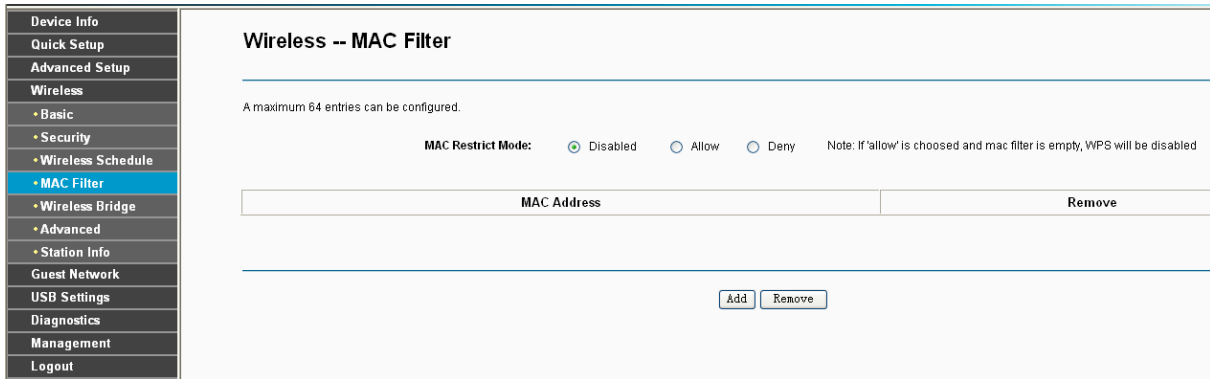 Device Info
Quick Setup
Advanced Setup
Wireless
•Basic
•Security
•Wireless Schedule
•MAC Filter
•Wireless Bridge
•Advanced
•Station Info
Guest Network
USB Settings
Diagnostics
Management
Logout
Wireless -- MAC Filter
A maximum 64 entries can be configured.
MAC Restrict Mode: Disabled Allow Deny Note: If 'allow' is choosed and mac filter is empty, WPS will be disabled
MAC Address Remove
Add Remove